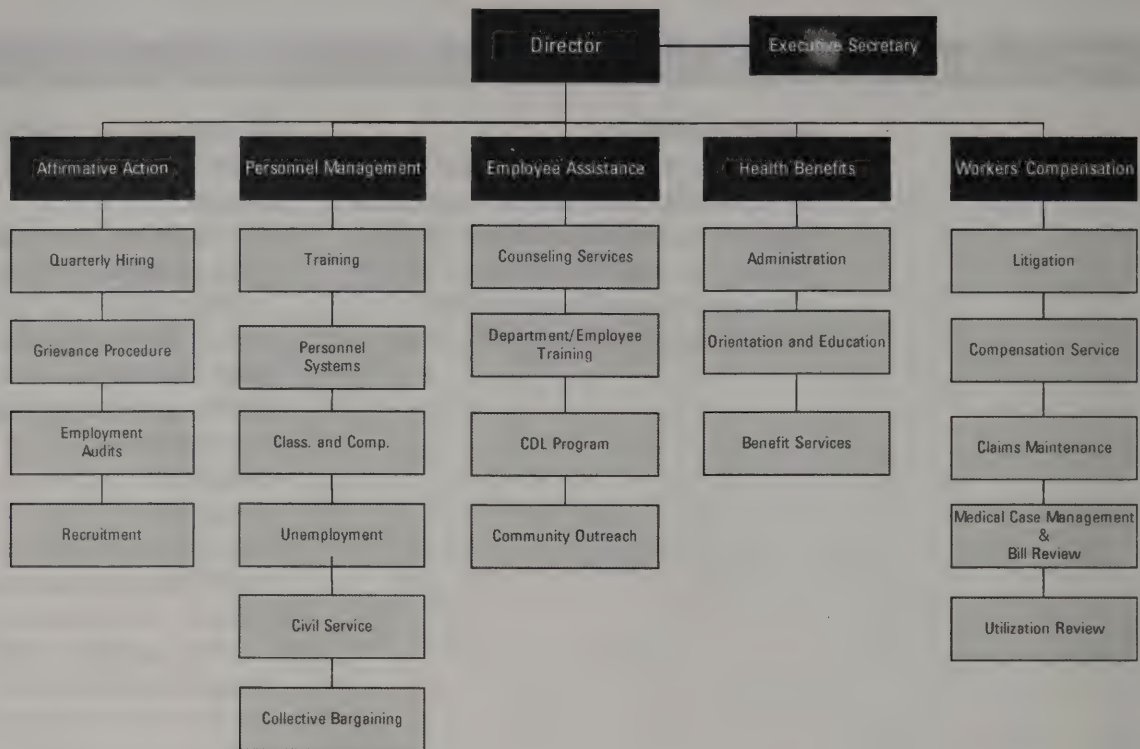 Director
Executive Secretary
Affirmative Action
Personnel Management
Employee Assistance
Health Benefits
Workers' Compensation
Quarterly Hiring
Grievance Procedure
Employment
Audits
Recruitment
Training
Personnel
Systems
Class. and Comp.
Unemployment
Civil Service
Collective Bargaining
Counseling Services
Department/Employee
Training
CDL Program
Community Outreach
Administration
Orientation and Education
Benefit Services
Litigation
Compensation Service
Claims Maintenance
Medical Case Management
&
Bill Review
Utilization Review